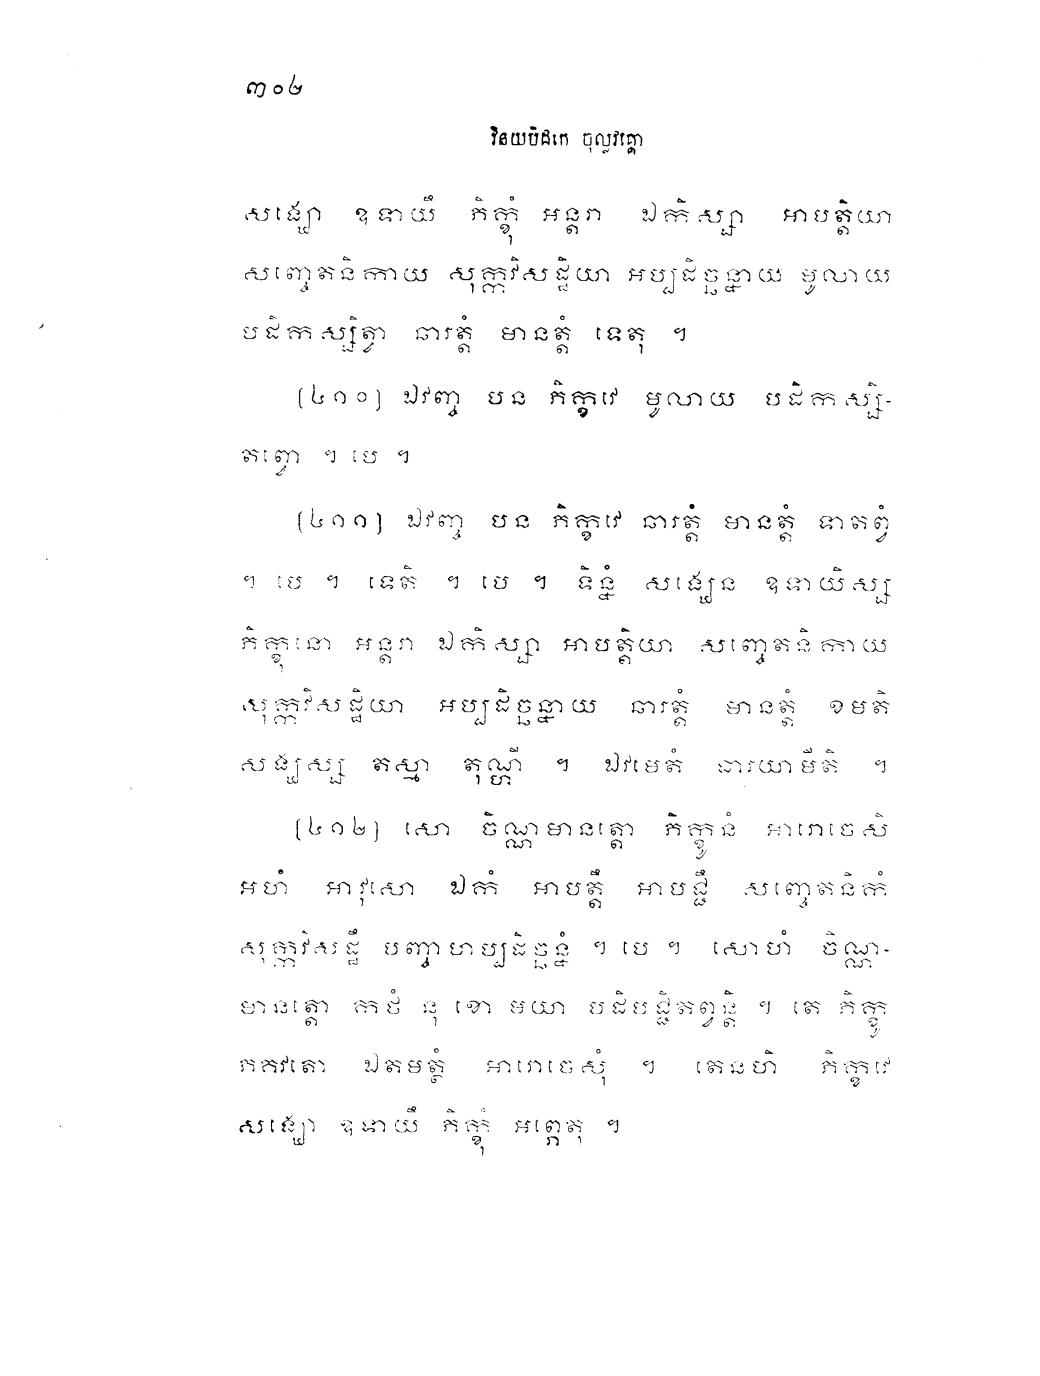 ៣០៤
វិនយបិដកេ ចុល្លវគ្គោ
សង្ឃោ ឧទាយឹ ភិក្ខុំ អន្តរា ឯកិស្សា អាបត្តិយា
សញ្ចេតនិកាយ សុក្កវិសដ្ឋិយា អប្បដិច្ឆន្នាយ មូលាយ
បដិកស្សិត្វា ឆារត្តំ មានត្តំ ទេតុ ។
(៤១០) ឯវញ្ច បន ភិក្ខវេ មូលាយ បដិកស្សិ-
តព្វោ ។ បេ ។
(៤១១) ឯវញ្ច បន ភិក្ខវេ ឆារត្តំ មានត្តំ ទាតព្វំ
។ បេ ។ ទេតិ ។ បេ ។ ទិន្នំ សង្ឃេន ឧទាយិស្ស
ភិក្ខុនោ អន្តរា ឯកិស្សា អាបត្តិយា សញ្ចេតនិកាយ
សុក្កវិសដ្ឋិយា អប្បដិច្ឆន្នាយ ឆារត្តំ មានត្តំ ខមតិ
សង្ឃស្ស តស្មា តុណ្ហី ។ ឯវមេតំ ធារយាមីតិ ។
(៤១២) សោ ចិណ្ណមានត្តោ ភិក្ខូនំ អារោចេសិ
អហំ អាវុសោ ឯកំ អាបត្តឹ អាបជ្ជឹ សញ្ចេតនិកំ
សុក្កវិសដ្ឋឹ បញ្ចាហប្បដិច្ឆន្នំ ។ បេ ។ សោហំ ចិណ្ណ-
មានត្តោ កថំ នុ ខោ មយា បដិបជ្ជិតព្វន្តិ ។ តេ ភិក្ខូ
ភគវតោ ឯតមត្ថំ អារោចេសុំ ។ តេនហិ ភិក្ខវេ
សង្ឃោ ឧទាយឹ ភិក្ខុំ អព្ភេតុ ។